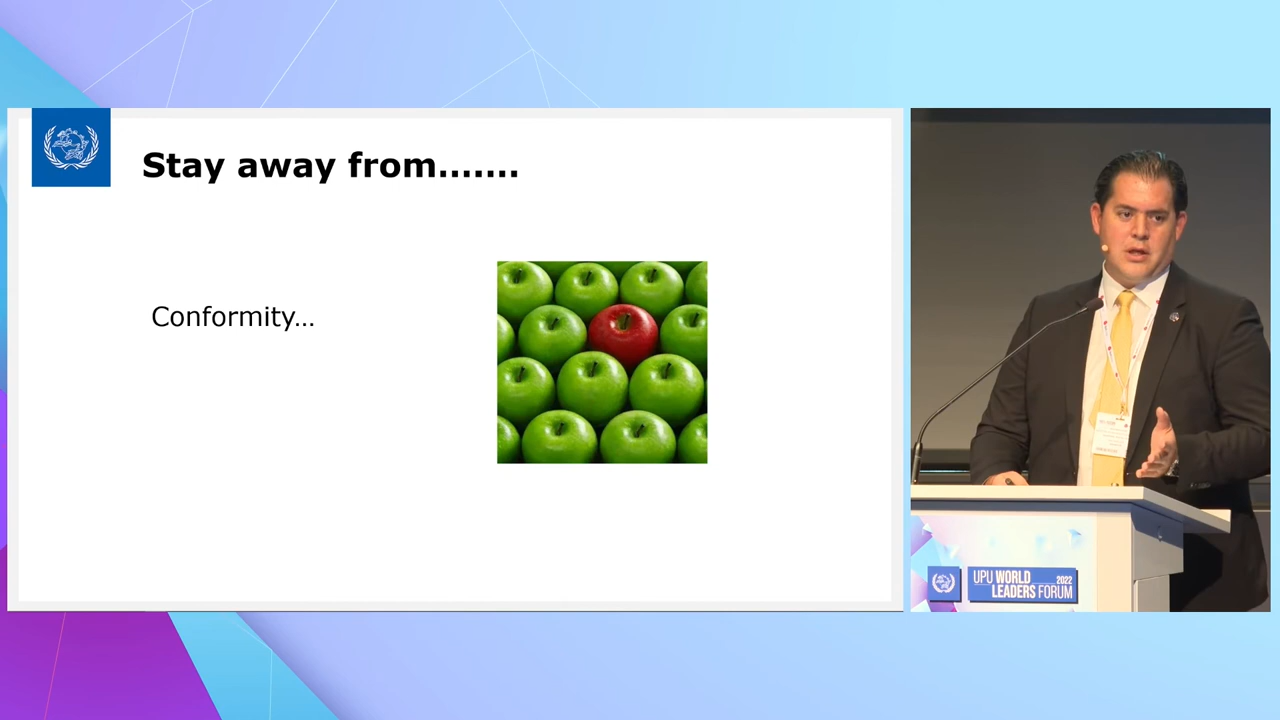 Stay away from.......
Conformity...
UPU WORLD 2022
LEADERS FORUM